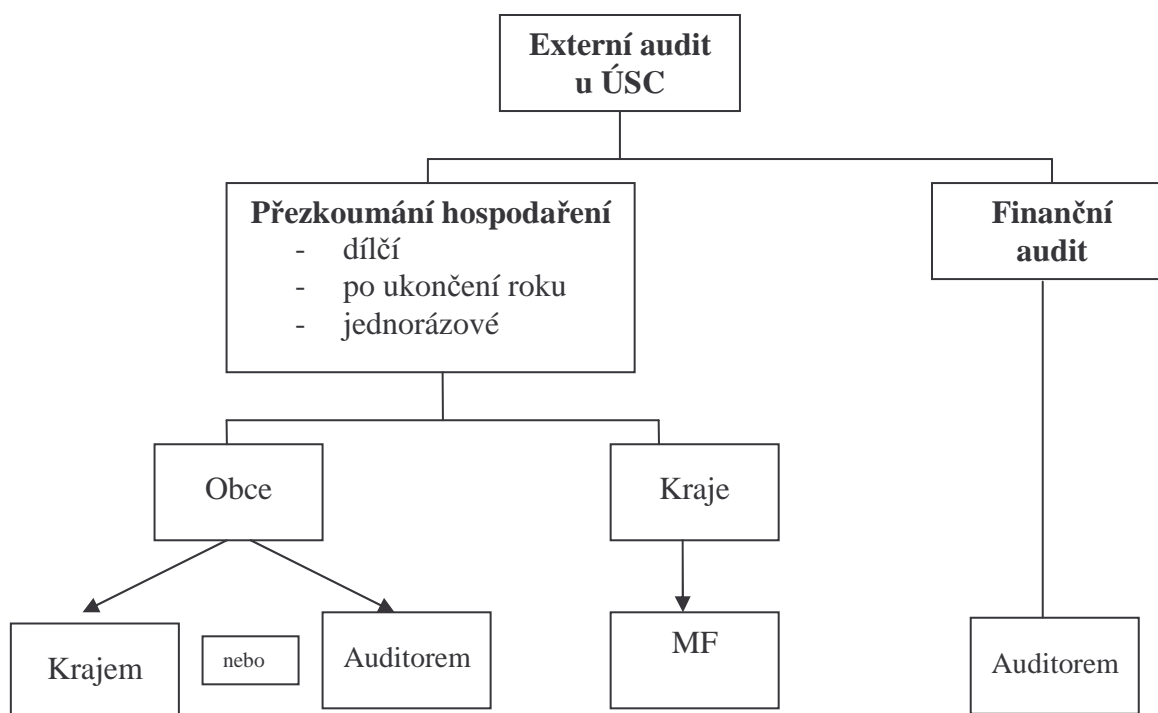 Externí audit
u ÚSC
Přezkoumání hospodaření
- dílčí
- po ukončení roku
- jednorázové
Finanční
audit
Obce
Kraje
Krajem
nebo
Auditorem
MF
Auditorem